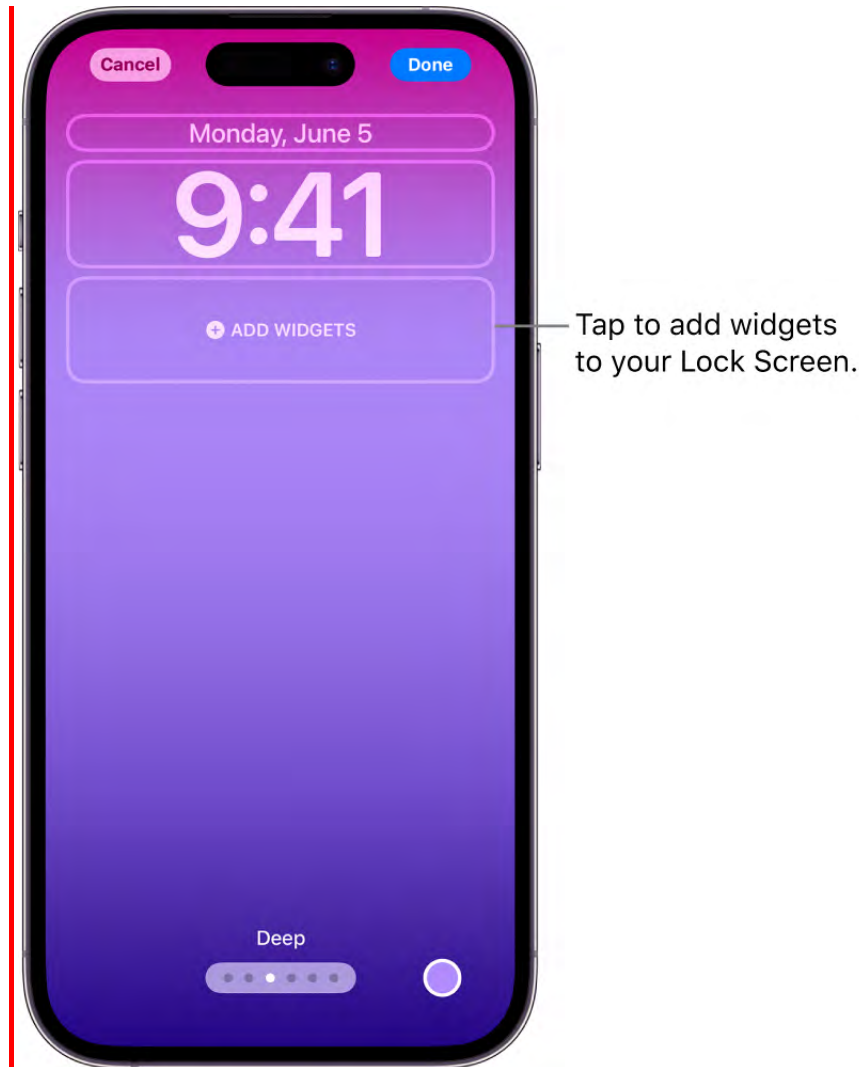 Cancel
Done
Monday, June 5
9:41
ADD WIDGETS
Tap to add widgets
to your Lock Screen.
Deep